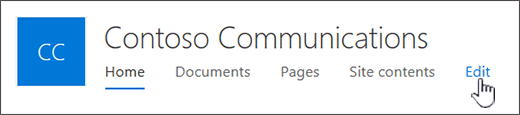 CC
Contoso Communications
Home Documents Pages Site contents Edit